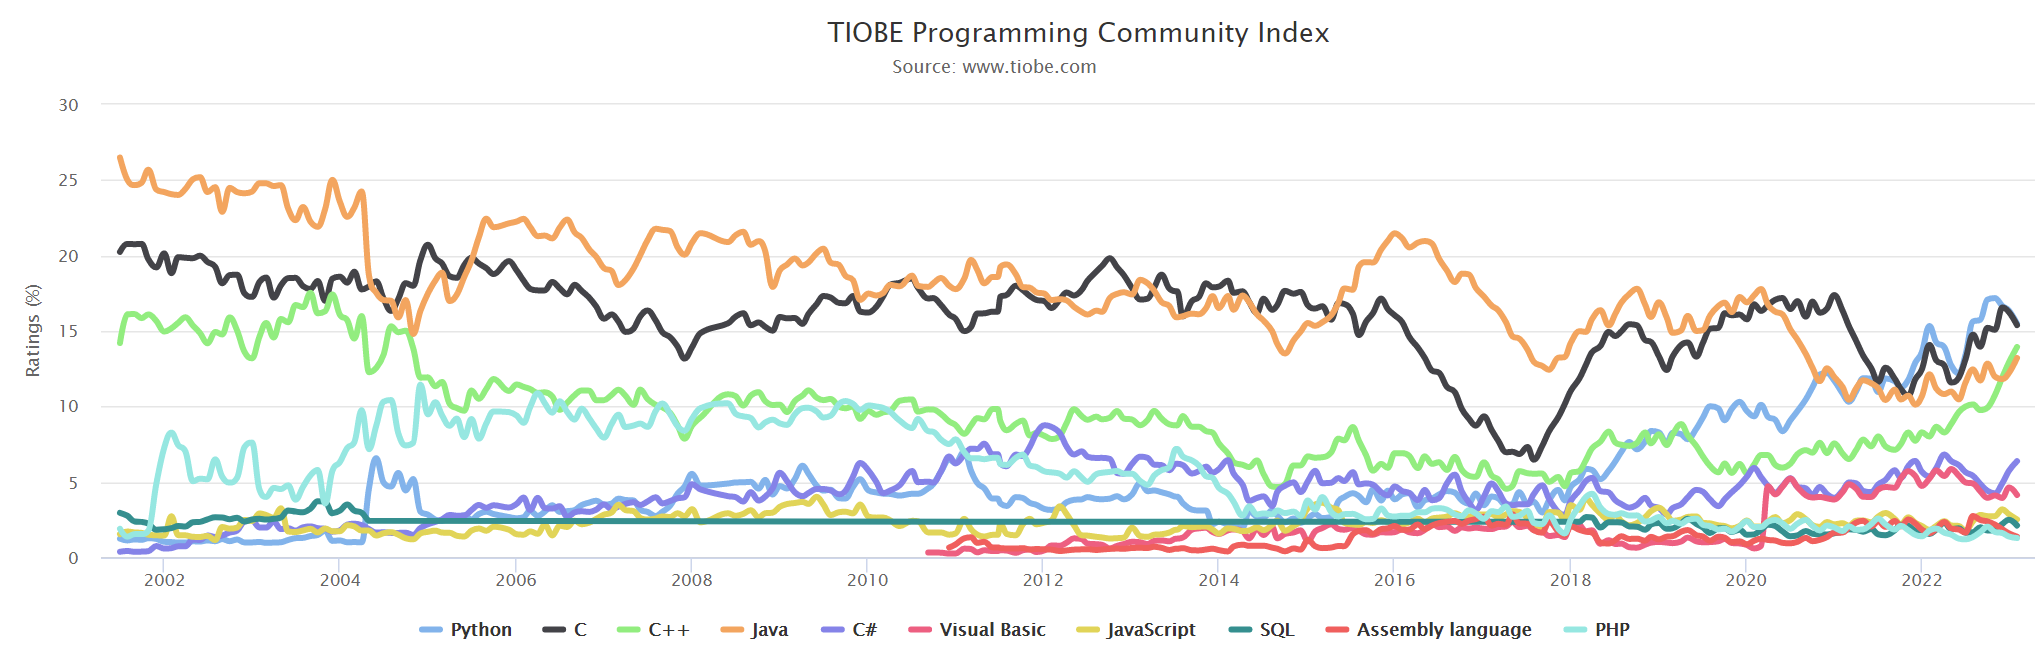 TIOBE Programming Community Index
Source: www.tiobe.com
Ratings (%)
30
25
20
15
10
5
0
2002 2004 2006 2008 2010 2012 2014 2016 2018 2020 2022
Python C C++ Java C# Visual Basic JavaScript SQL Assembly language PHP